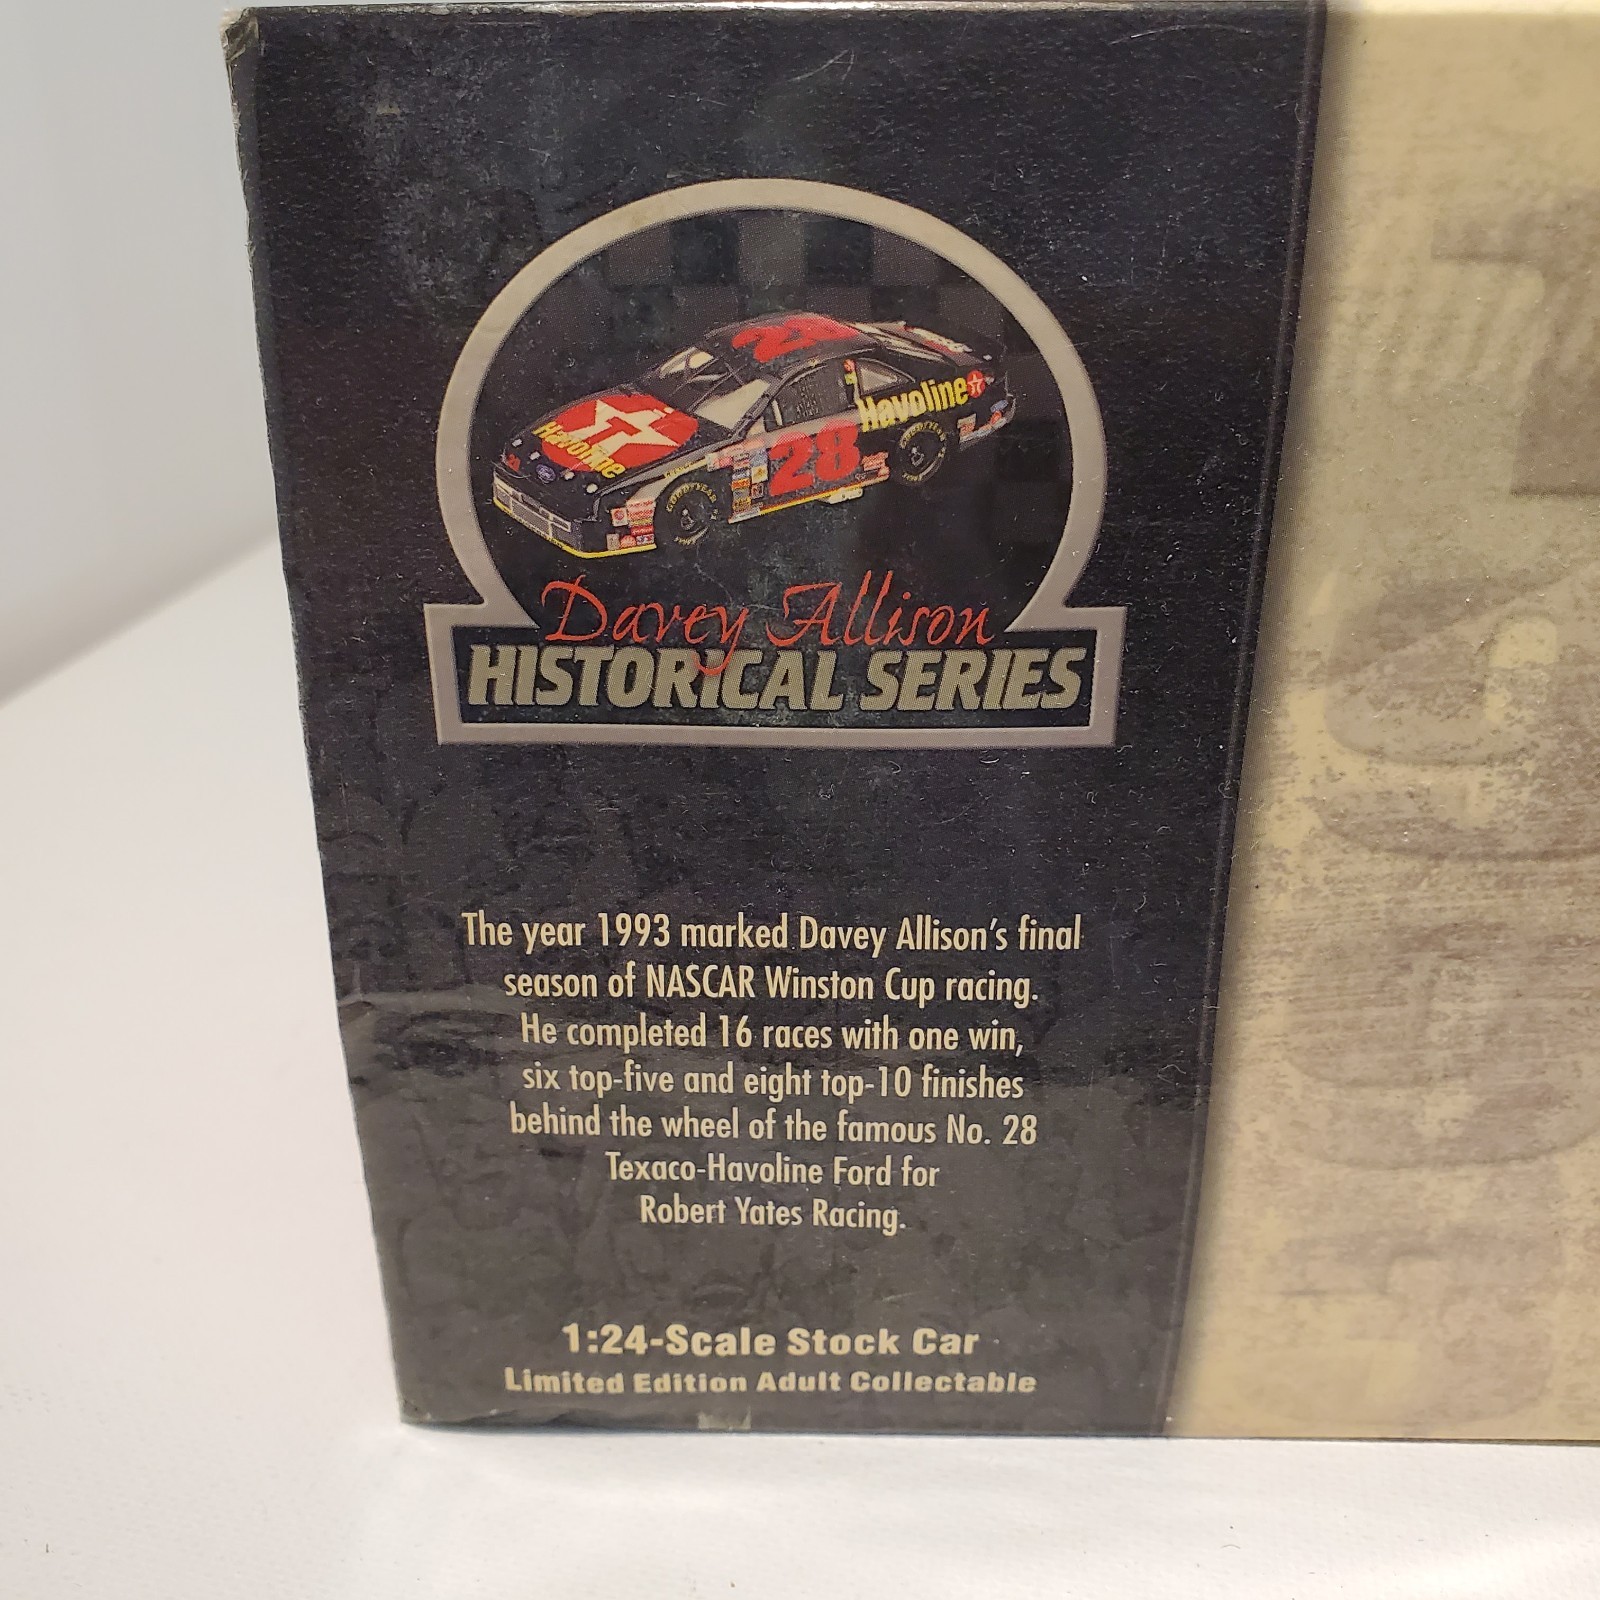 Havoline
28
Havoline
GOODYEAR
Davey Allison
HISTORICAL SERIES
The year 1993 marked Davey Allison's final
season of NASCAR Winston Cup racing.
He completed 16 races with one win,
six top-five and eight top-10 finishes
behind the wheel of the famous No. 28
Texaco-Havoline Ford for
Robert Yates Racing.
1:24-Scale Stock Car
Limited Edition Adult Collectable